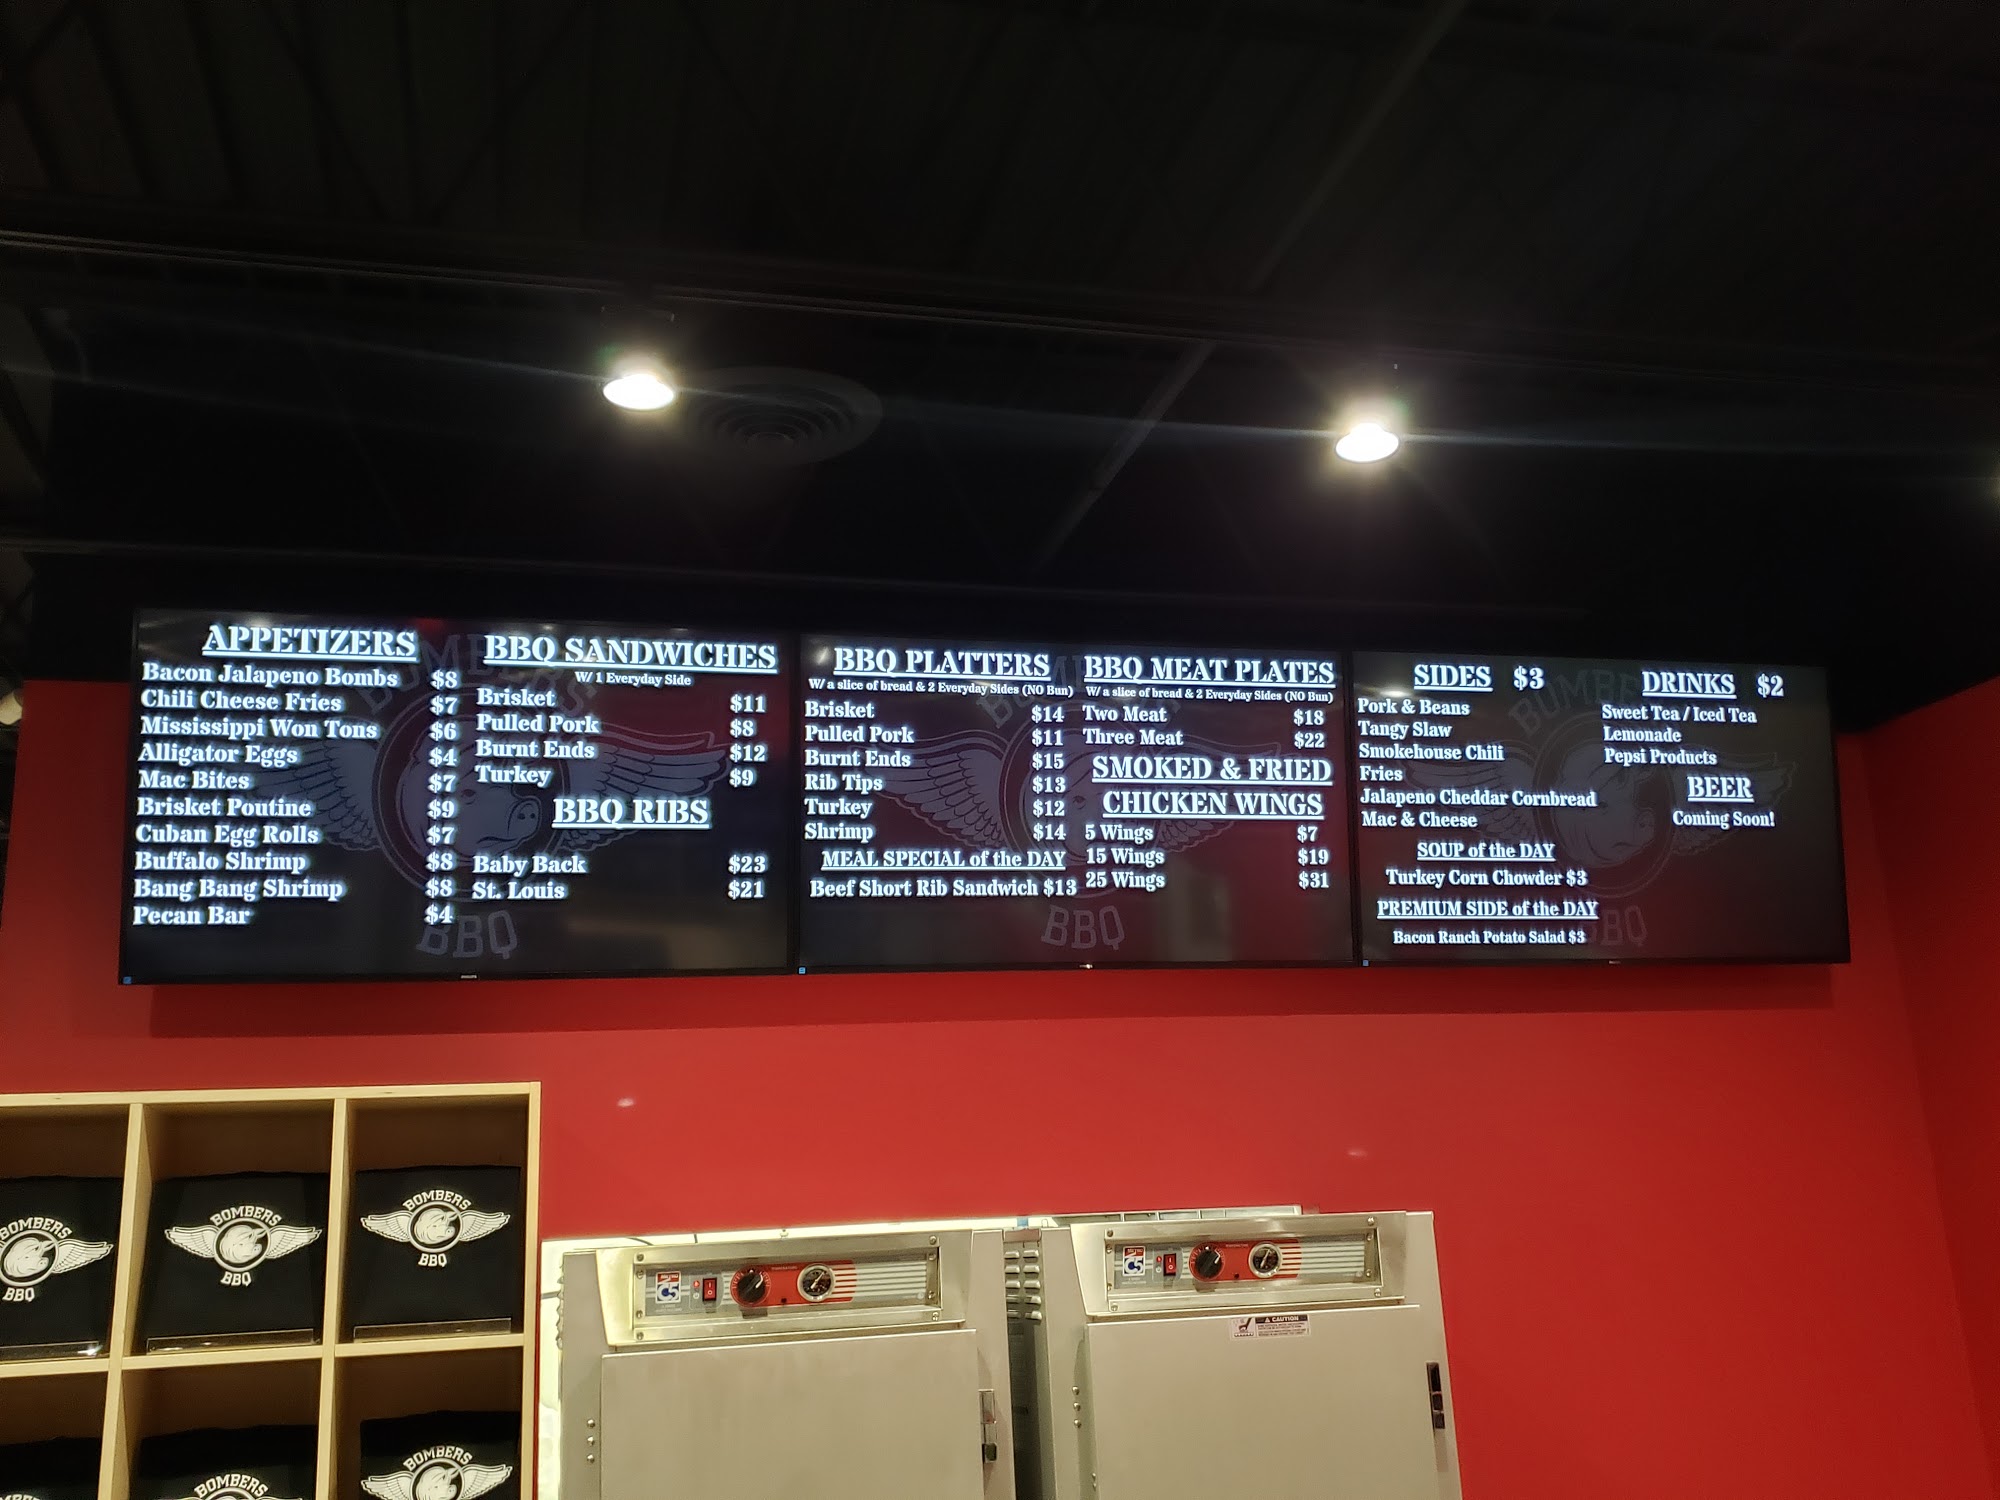 APPETIZERS
Bacon Jalapeno Bombs $8
Chili Cheese Fries $7
Mississippi Won Tons $6
Alligator Eggs $4
Mac Bites $7
Brisket Poutine $9
Cuban Egg Rolls $7
Buffalo Shrimp $8
Bang Bang Shrimp $8
Pecan Bar $4
BBQ SANDWICHES
W/ 1 Everyday Side
Brisket $11
Pulled Pork $8
Burnt Ends $12
Turkey $9
BBQ RIBS
Baby Back $23
St. Louis $21
BBQ
BBQ PLATTERS
W/ a slice of bread & 2 Everyday Sides (NO Bun)
Brisket $14
Pulled Pork $11
Burnt Ends $15
Rib Tips $13
Turkey $12
Shrimp $14
MEAL SPECIAL of the DAY
Beef Short Rib Sandwich $13
BBQ MEAT PLATES
W/ a slice of bread & 2 Everyday Sides (NO Bun)
Two Meat $18
Three Meat $22
SMOKED & FRIED
CHICKEN WINGS
5 Wings $7
15 Wings $19
25 Wings $31
BBQ
SIDES $3
Pork & Beans
Tangy Slaw
Smokehouse Chili
Fries
Jalapeno Cheddar Cornbread
Mac & Cheese
SOUP of the DAY
Turkey Corn Chowder $3
PREMIUM SIDE of the DAY
Bacon Ranch Potato Salad $3
DRINKS $2
Sweet Tea / Iced Tea
Lemonade
Pepsi Products
BEER
Coming Soon!
BBQ
BOMBERS
BBQ
BOMBERS
BBQ
BOMBERS
BBQ
BOMBERS
BOMBERS
C5
C5
CAUTION